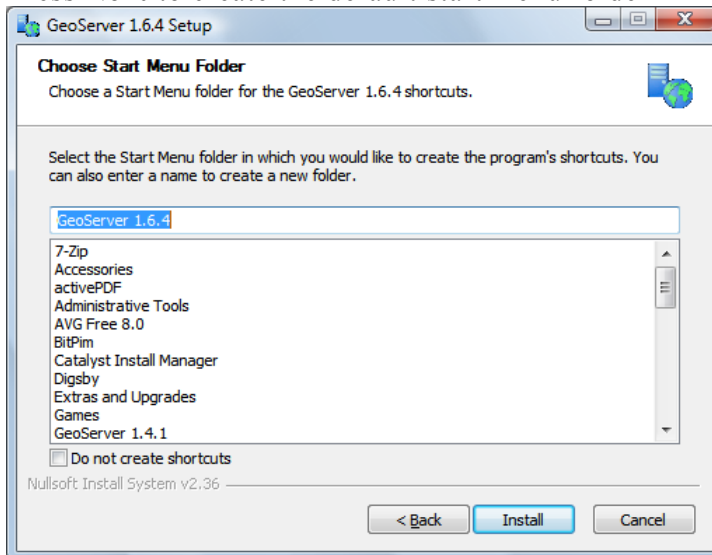 GeoServer 1.6.4 Setup
Choose Start Menu Folder
Choose a Start Menu folder for the GeoServer 1.6.4 shortcuts.
Select the Start Menu folder in which you would like to create the program's shortcuts. You
can also enter a name to create a new folder.
GeoServer 1.6.4
7-Zip
Accessories
activePDF
Administrative Tools
AVG Free 8.0
BitPim
Catalyst Install Manager
Digsby
Extras and Upgrades
Games
GeoServer 1.4.1
Do not create shortcuts
Nullsoft Install System v2.36
< Back Install Cancel